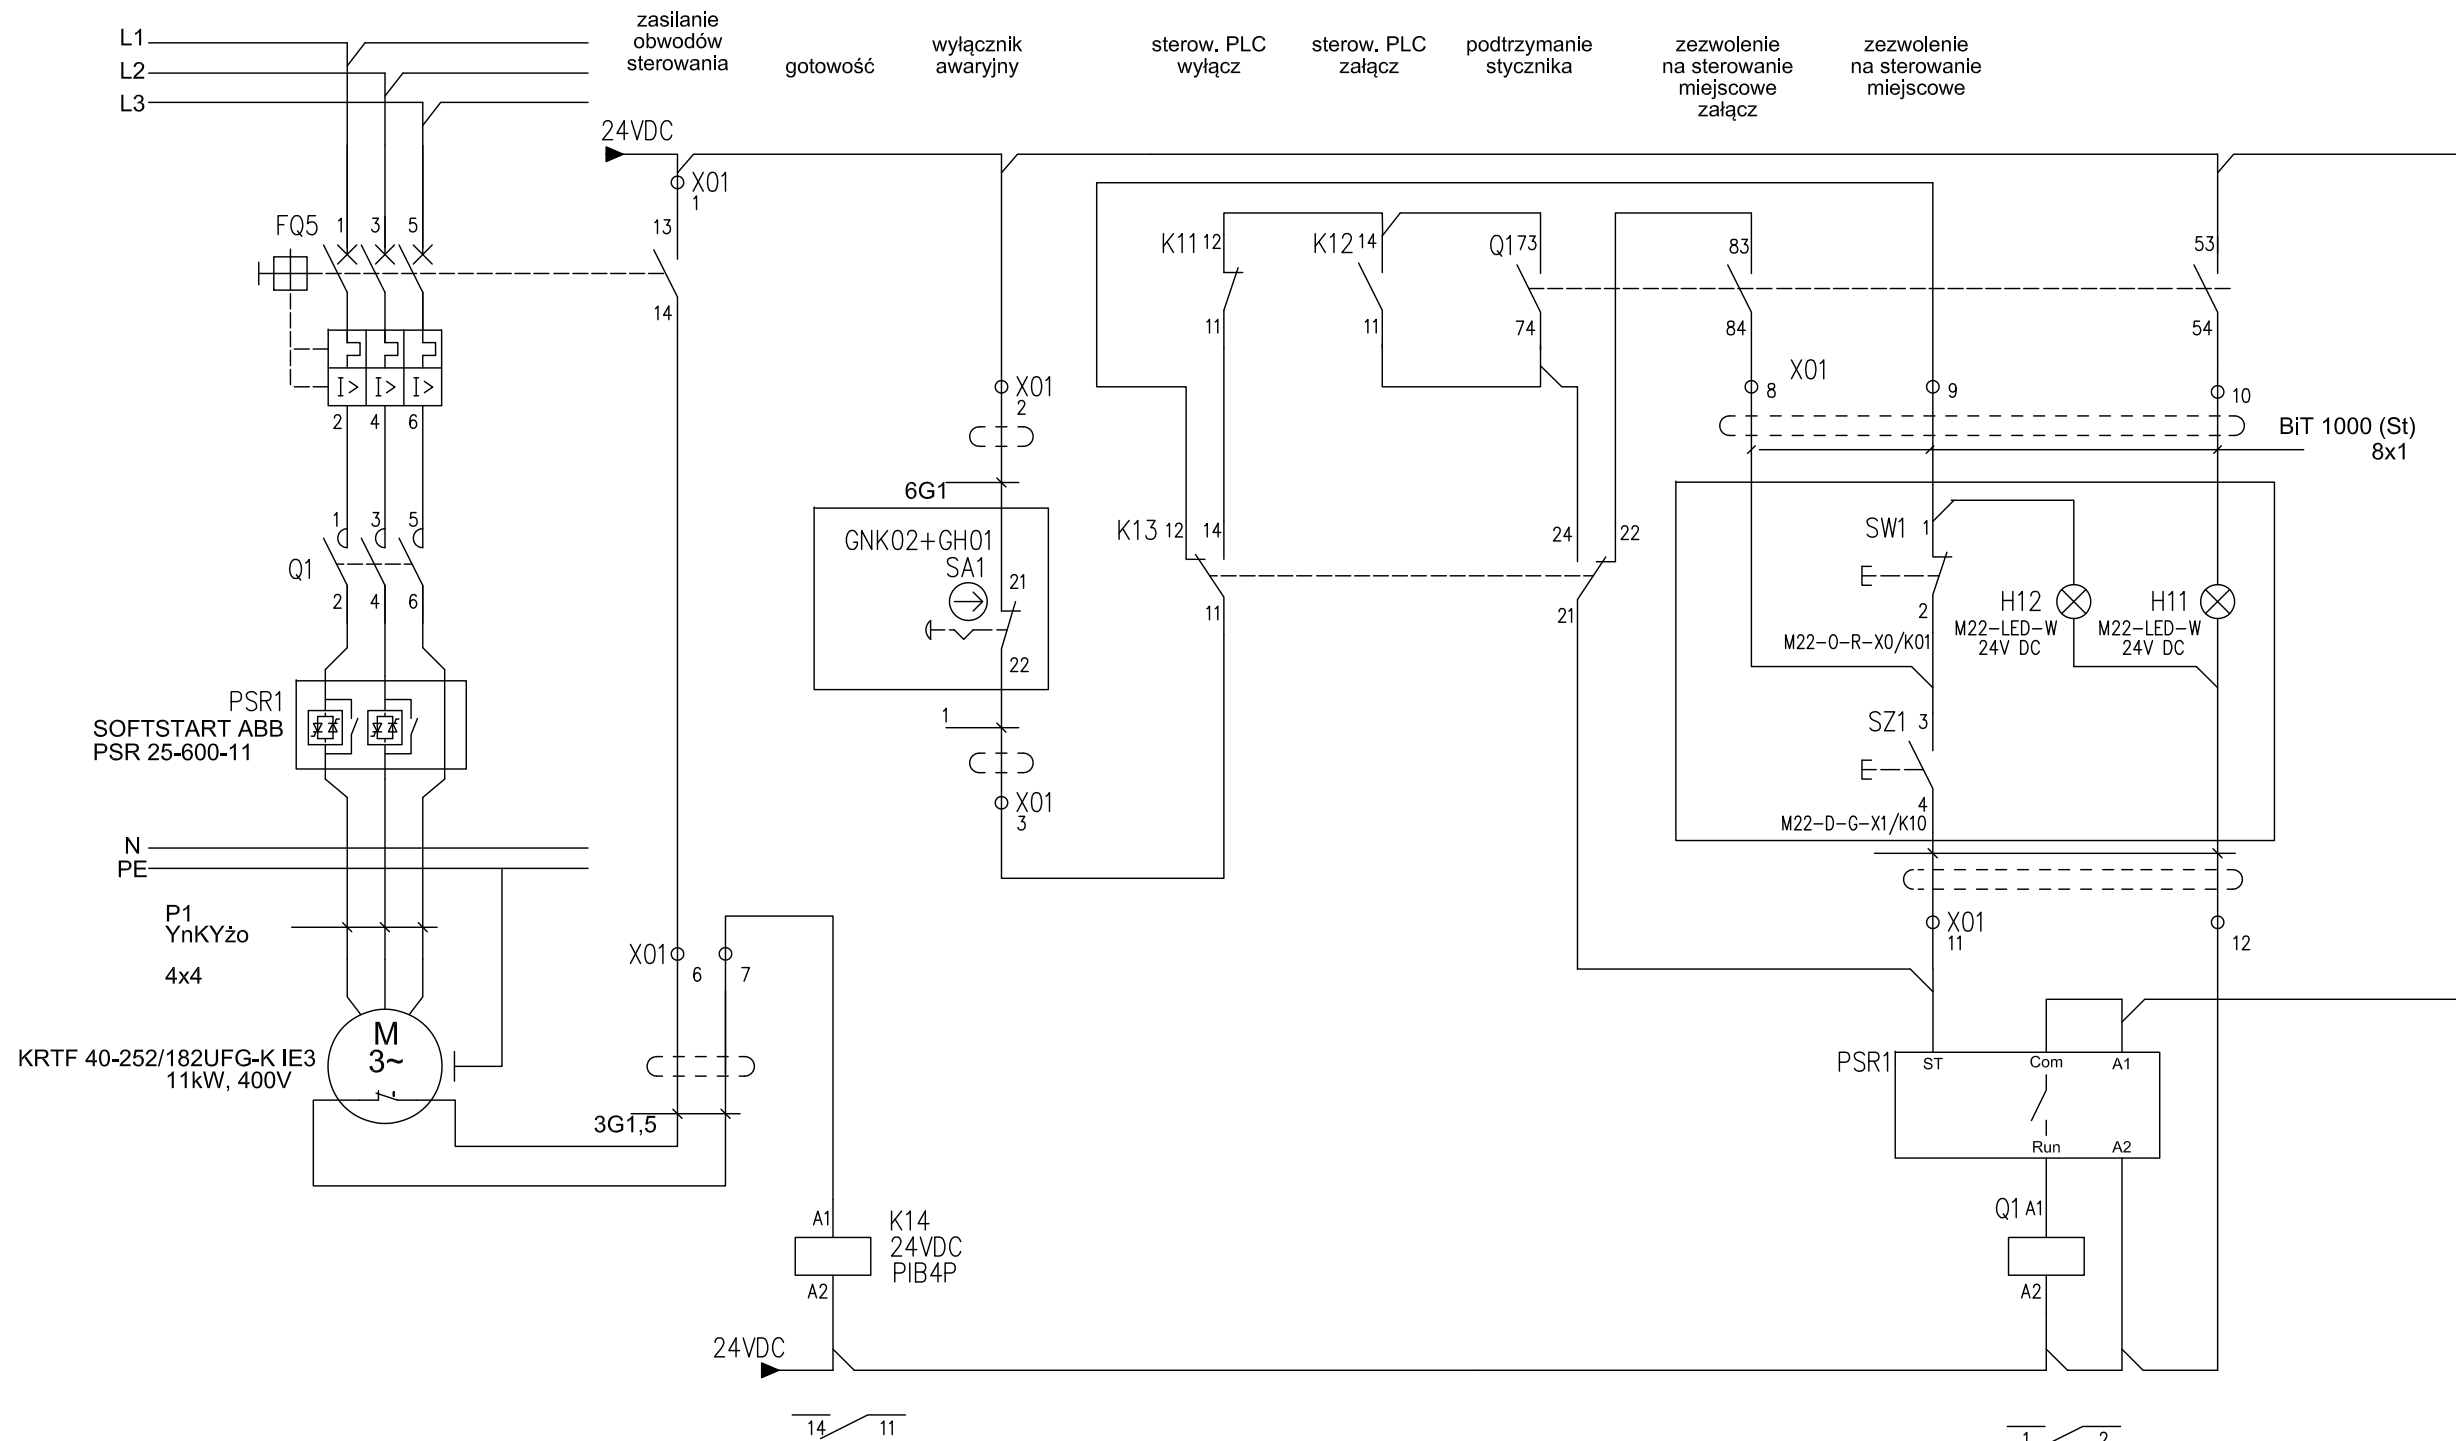 zasilanie
obwodów
sterowania
gotowość
wyłącznik
awaryjny
sterow. PLC
wyłącz
sterow. PLC
załącz
podtrzymanie
stycznika
zezwolenie
na sterowanie
miejscowe
załącz
zezwolenie
na sterowanie
miejscowe
L1
L2
L3
24VDC
X01
1
13
14
FQ5
1
3
5
I>
I>
I>
2
4
6
Q1
1
3
5
2
4
6
PSR1
SOFTSTART ABB
PSR 25-600-11
N
PE
P1
YnKYżo
4x4
M
3~
KRTF 40-252/182UFG-K IE3
11kW, 400V
X01
6
7
3G1,5
X01
2
6G1
GNK02+GH01
SA1
21
22
1
X01
3
K11
12
11
K12
14
11
Q1
73
74
83
84
53
54
X01
8
9
10
BiT 1000 (St)
8x1
K13
12
14
11
24
22
21
SW1
1
2
M22-O-R-X0/K01
H12
M22-LED-W
24V DC
H11
M22-LED-W
24V DC
SZ1
3
4
M22-D-G-X1/K10
X01
11
12
PSR1
ST
Com
A1
Run
A2
Q1
A1
A2
A1
K14
24VDC
PIB4P
A2
24VDC
14
11
1
2